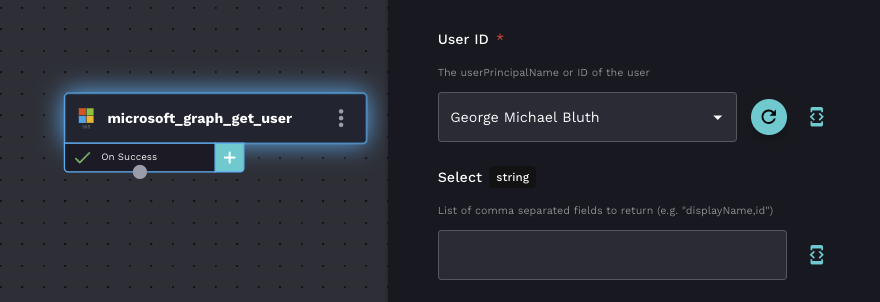 User ID *
The userPrincipalName or ID of the user
George Michael Bluth
microsoft_graph_get_user
On Success
Select string
List of comma separated fields to return (e.g. "displayName,id")